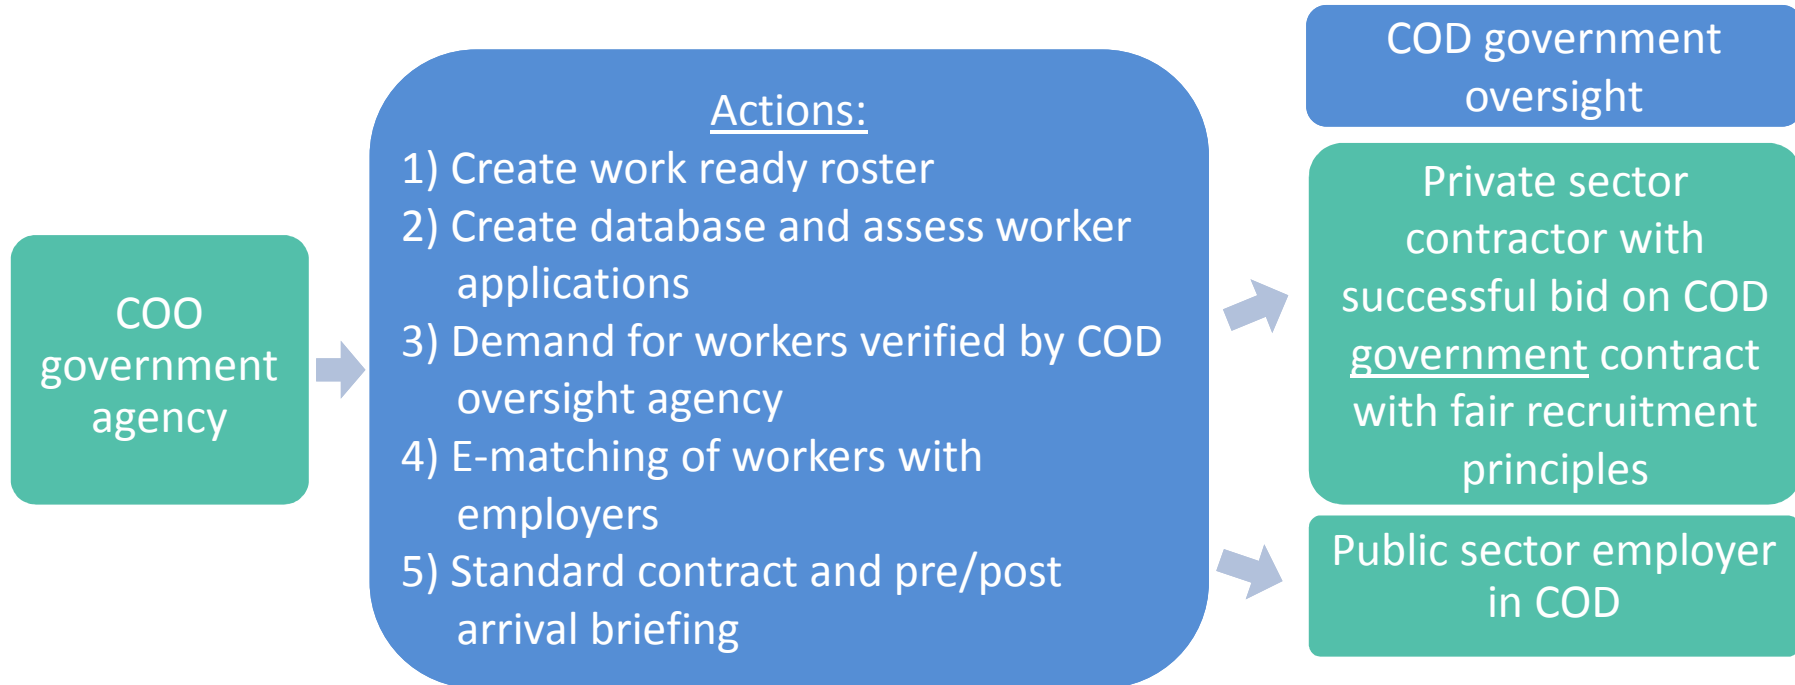 COO
government
agency
Actions:
1) Create work ready roster
2) Create database and assess worker
applications
3) Demand for workers verified by COD
oversight agency
4) E-matching of workers with
employers
5) Standard contract and pre/post
arrival briefing
COD government
oversight
Private sector
contractor with
successful bid on COD
government contract
with fair recruitment
principles
Public sector employer
in COD